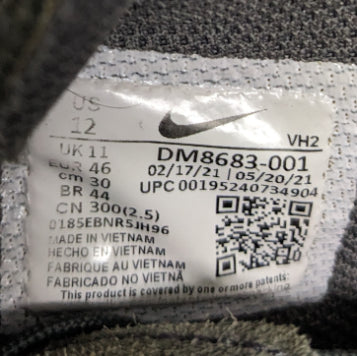 US
12
UK 11
EUR 46
cm 30
BR 44
CN 300(2.5)
VH2
DM8683-001
02/17/21 | 05/20/21
UPC 00195240734904
0185EBNR5JH96
MADE IN VIETNAM
HECHO EN VIETNAM
FABRIQUE AU VIETNAM
FABRICADO NO VIETNÃ
This product is covered by one or more patents